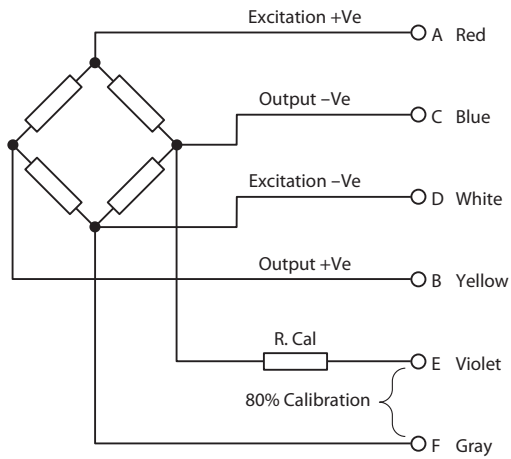 Excitation +Ve
A Red
Output –Ve
C Blue
Excitation –Ve
D White
Output +Ve
B Yellow
R. Cal
E Violet
80% Calibration
F Gray